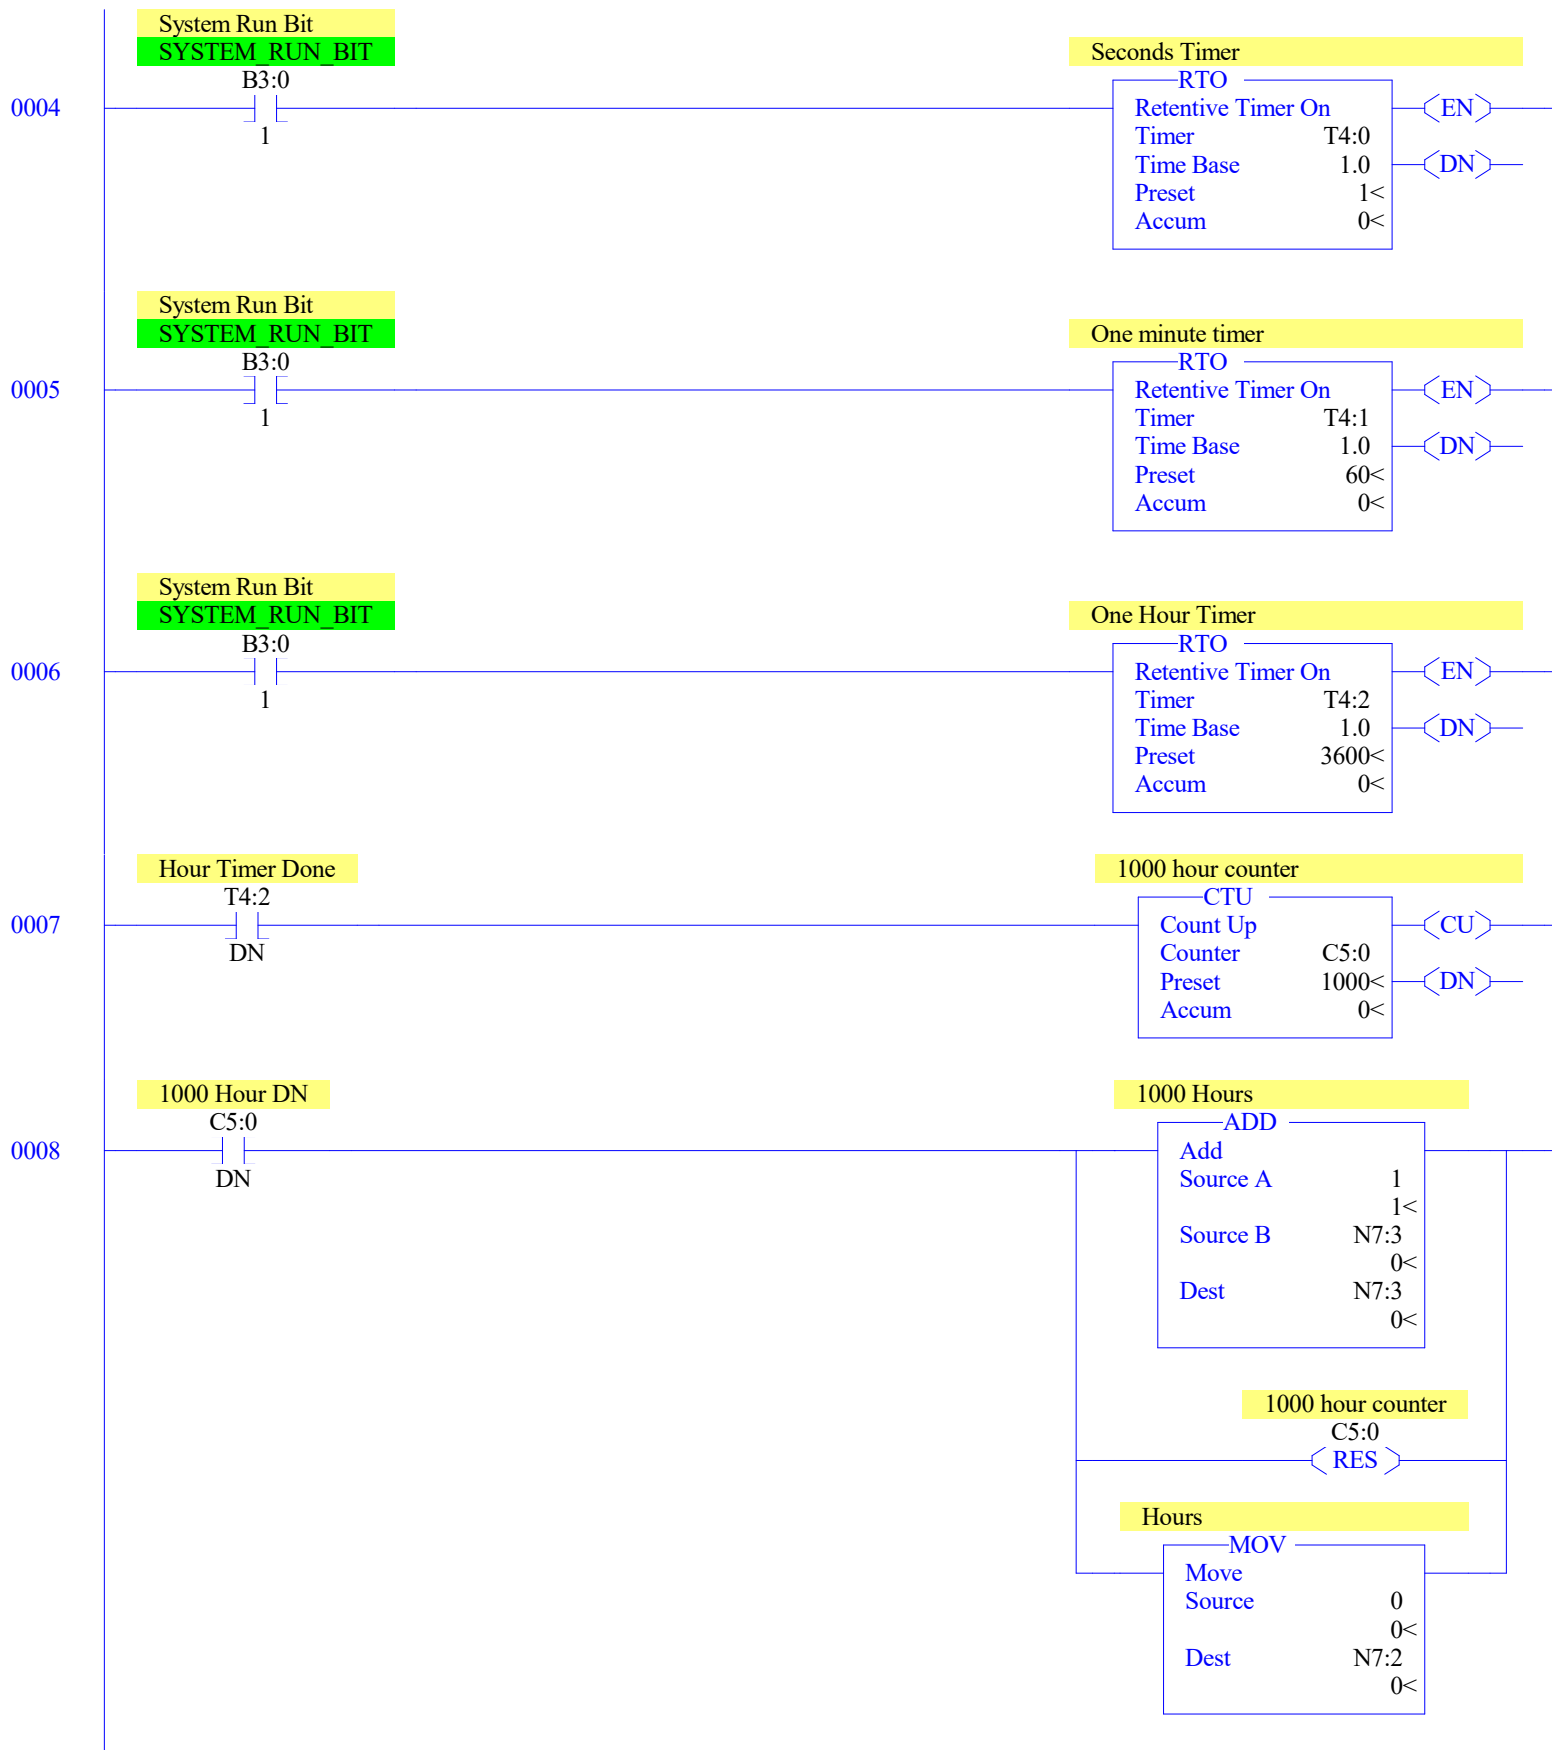 System Run Bit
SYSTEM_RUN_BIT
Seconds Timer
B3:0
RTO
0004
Retentive Timer On
EN
1
Timer T4:0
Time Base 1.0
DN
Preset 1<
Accum 0<
System Run Bit
SYSTEM_RUN_BIT
One minute timer
B3:0
RTO
0005
Retentive Timer On
EN
1
Timer T4:1
Time Base 1.0
DN
Preset 60<
Accum 0<
System Run Bit
SYSTEM_RUN_BIT
One Hour Timer
B3:0
RTO
0006
Retentive Timer On
EN
1
Timer T4:2
Time Base 1.0
DN
Preset 3600<
Accum 0<
Hour Timer Done
1000 hour counter
T4:2
CTU
0007
Count Up
CU
DN
Counter C5:0
Preset 1000<
DN
Accum 0<
1000 Hour DN
1000 Hours
C5:0
ADD
0008
Add
DN
Source A 1
1<
Source B N7:3
0<
Dest N7:3
0<
1000 hour counter
C5:0
RES
Hours
MOV
Move
Source 0
0<
Dest N7:2
0<